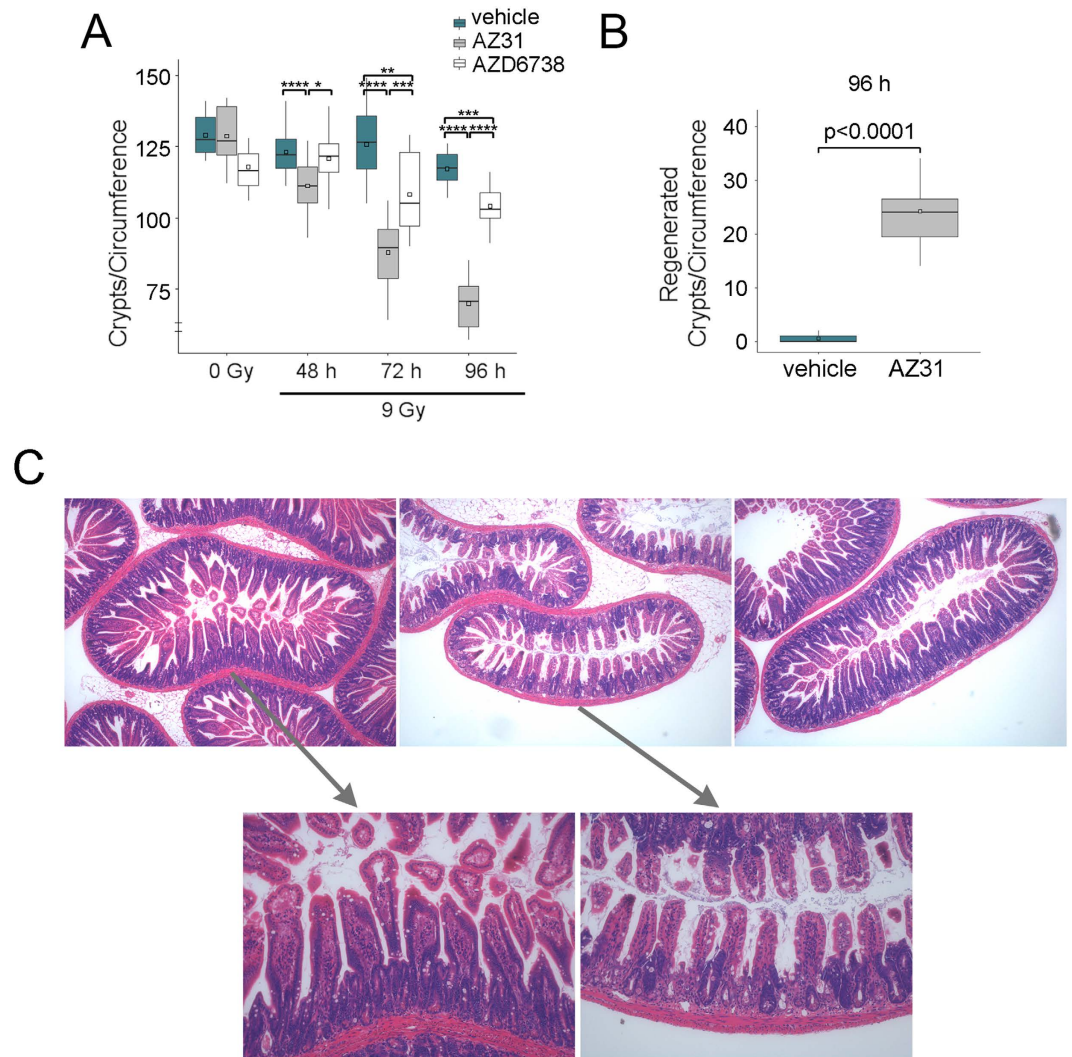 A
vehicle
AZ31
AZD6738
Crypts/Circumference
150
125
100
75
**** *
** **** ***
*** **** ****
0 Gy 48 h 72 h 96 h
9 Gy
B
96 h
p<0.0001
Regenerated
Crypts/Circumference
40
30
20
10
0
vehicle AZ31
C